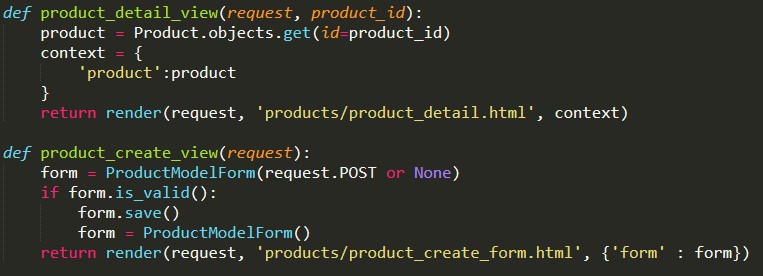 def product_detail_view(request, product_id):
    product = Product.objects.get(id=product_id)
    context = {
        'product':product
    }
    return render(request, 'products/product_detail.html', context)

def product_create_view(request):
    form = ProductModelForm(request.POST or None)
    if form.is_valid():
        form.save()
        form = ProductModelForm()
    return render(request, 'products/product_create_form.html', {'form' : form})